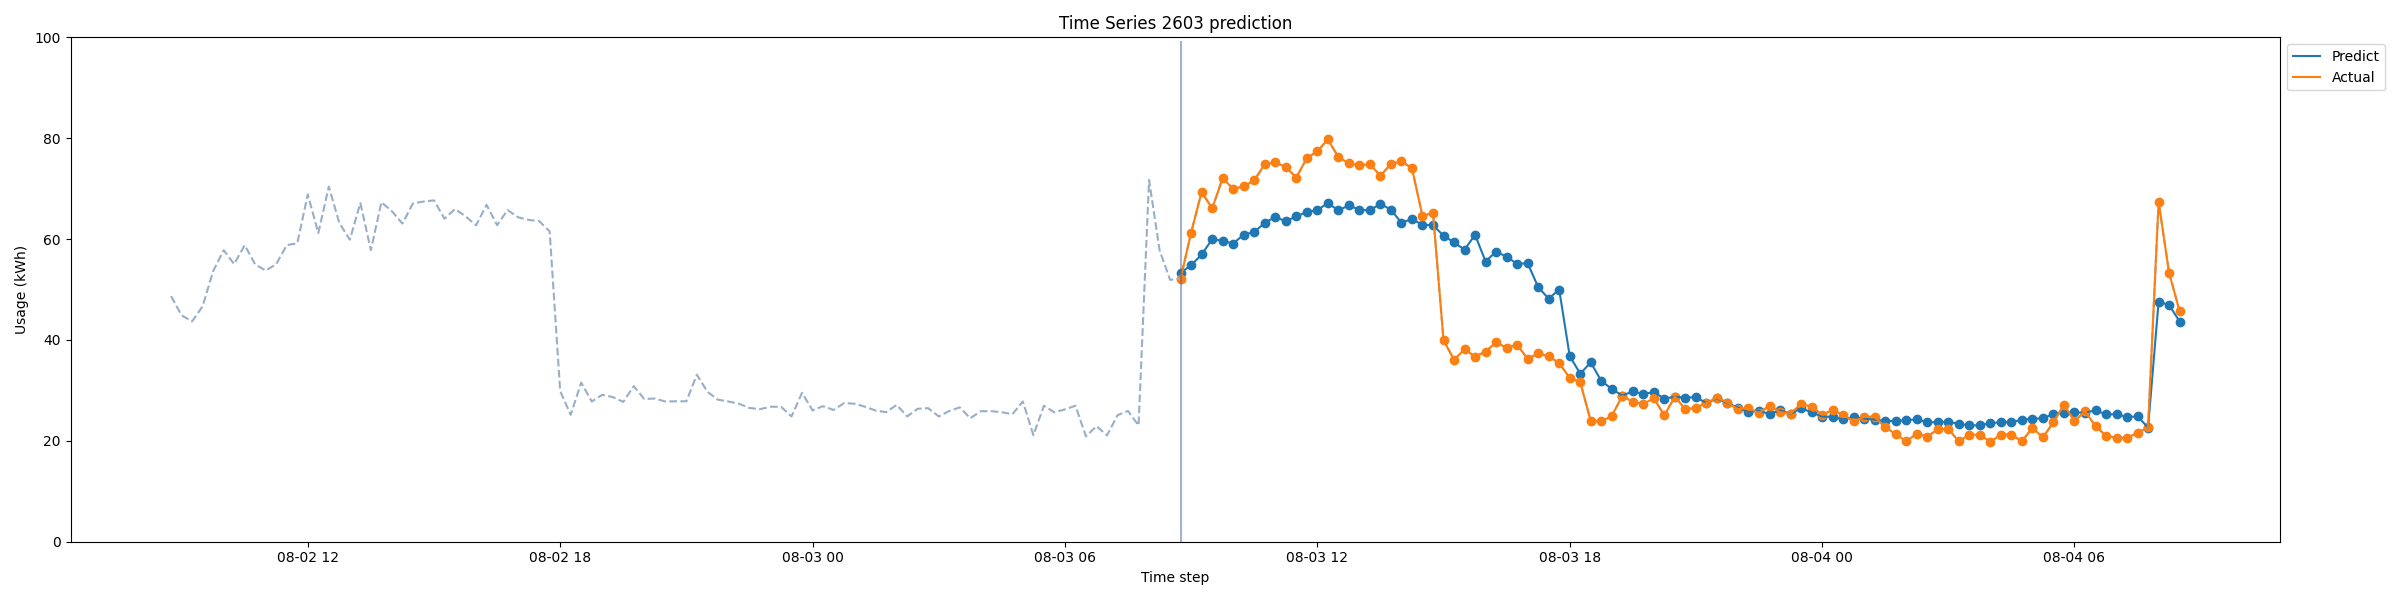 Time Series 2603 prediction
100
80
60
40
20
0
Usage (kWh)
08-02 12
08-02 18
08-03 00
08-03 06
08-03 12
08-03 18
08-04 00
08-04 06
Time step
Predict
Actual